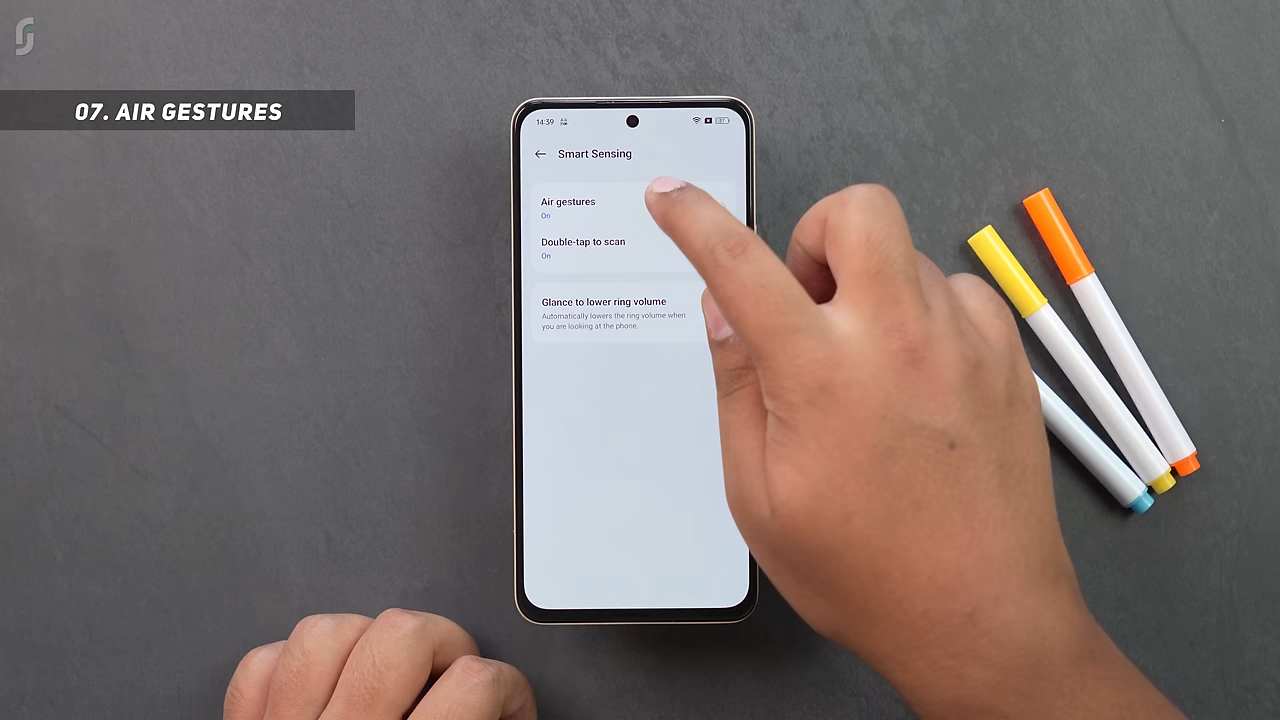 07. AIR GESTURES
14:39
Smart Sensing
Air gestures
On
Double-tap to scan
On
Glance to lower ring volume
Automatically lowers the ring volume when
you are looking at the phone.